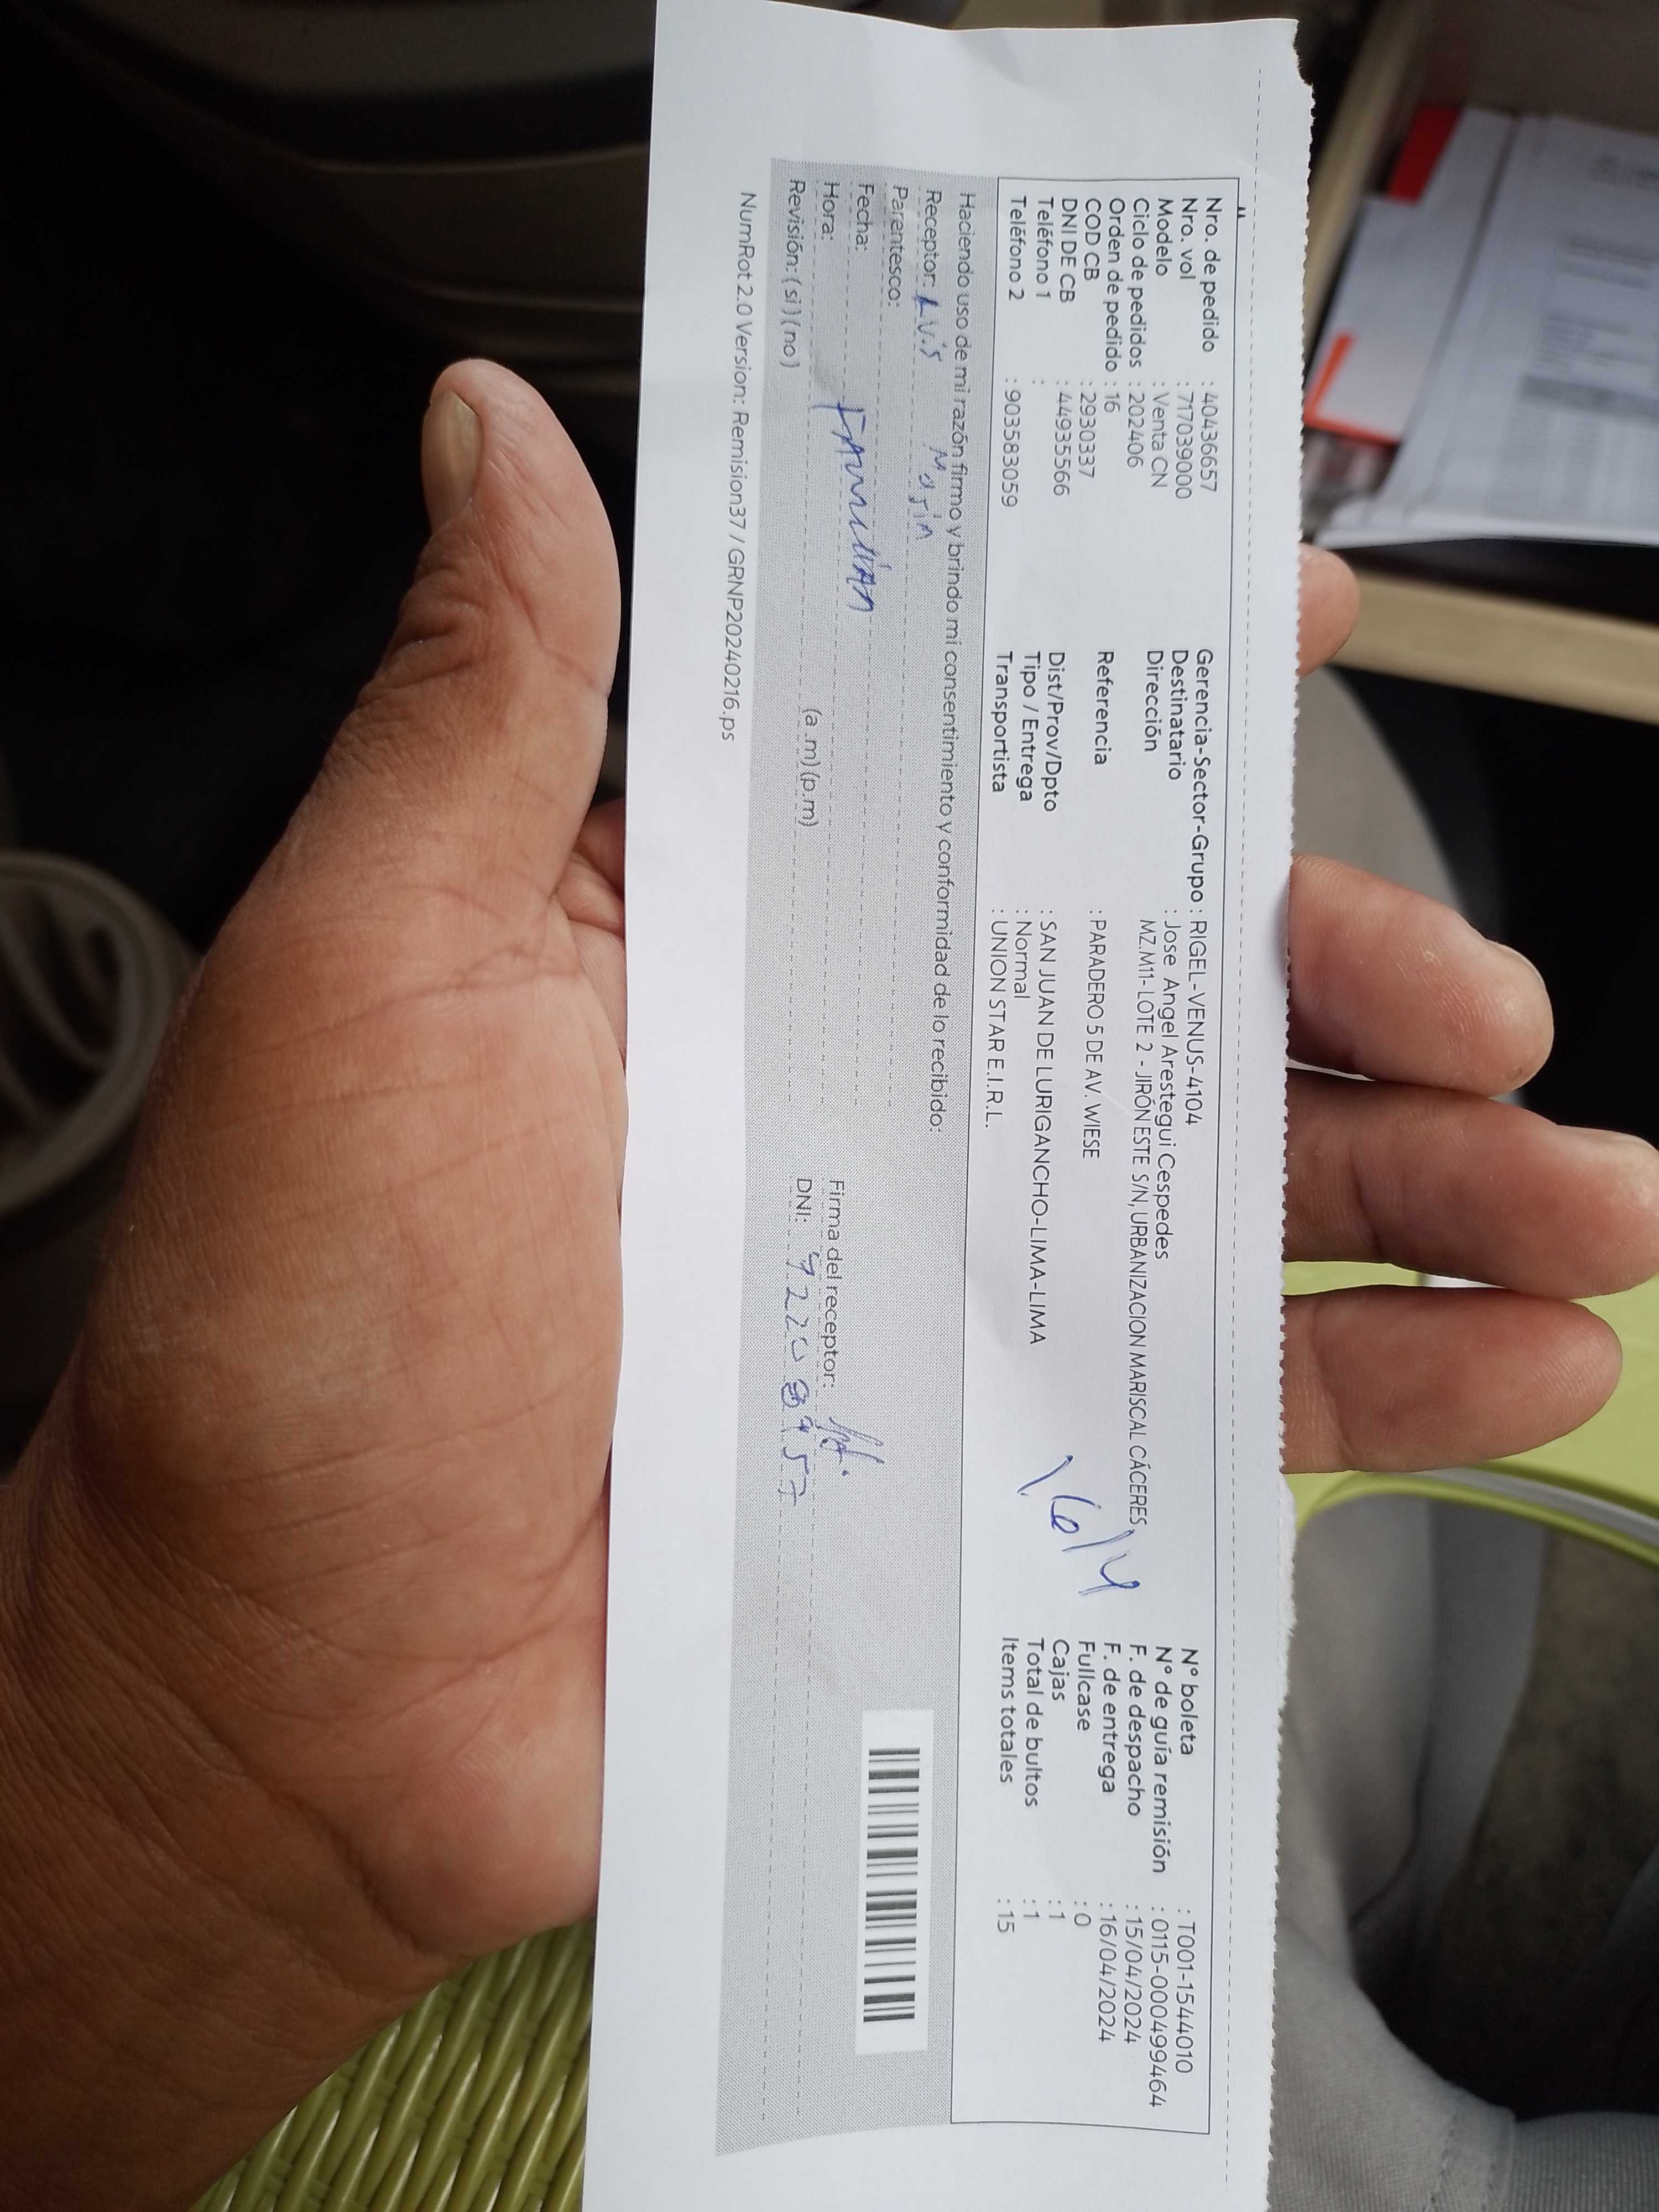 Nro. de pedido : 40436657
Nro. vol : 717039000
Modelo : Venta CN
Ciclo de pedidos : 202406
Orden de pedido : 16
COD CB : 2930337
DNI DE CB : 44935566
Teléfono 1 :
Teléfono 2 : 903583059
Gerencia-Sector-Grupo : RIGEL-VENUS-4104
Destinatario : Jose Angel Arestegui Cespedes
Dirección MZ.M11- LOTE 2 - JIRÓN ESTE S/N, URBANIZACION MARISCAL CÁCERES
Referencia : PARADERO 5 DE AV. WIESE
Dist/Prov/Dpto : SAN JUAN DE LURIGANCHO-LIMA-LIMA
Tipo / Entrega : Normal
Transportista : UNION STAR E.I.R.L.
16/4
N° boleta : T001-1544010
N° de guía remisión : 0115-000499464
F. de despacho : 15/04/2024
F. de entrega : 16/04/2024
Fullcase : 0
Cajas : 1
Total de bultos : 1
Items totales : 15
Haciendo uso de mi razón firmo y brindo mi consentimiento y conformidad de lo recibido:
Receptor: Luis
Parentesco:
Fecha:
Hora: (a.m)(p.m)
Revisión: (si) (no)
Firma del receptor:
DNI:
NumRot 2.0 Version: Remision37 / GRNP20240216.ps